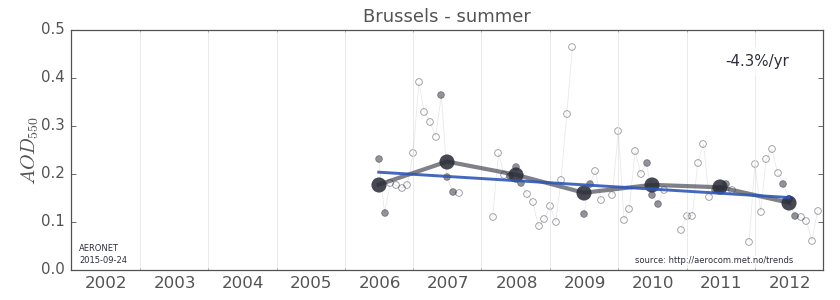 Brussels - summer
0.5
0.4
0.3
0.2
0.1
0.0
AOD550
-4.3%/yr
AERONET
2015-09-24
source: http://aerocom.met.no/trends
2002 2003 2004 2005 2006 2007 2008 2009 2010 2011 2012